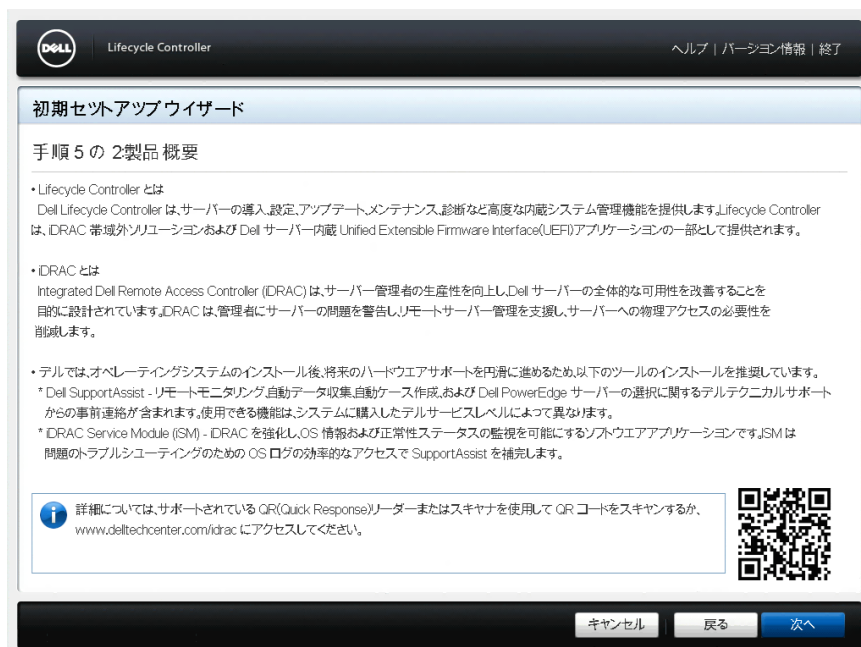 DELL Lifecycle Controller ヘルプ | バージョン情報 | 終了
初期セットアップ ウィザード
手順 5 の 2:製品 概要
• Lifecycle Controller とは
Dell Lifecycle Controller は、サーバーの導入、設定、アップデート、メンテナンス、診断など高度な内蔵システム管理機能を提供します。Lifecycle Controller
は、iDRAC 帯域外ソリューションおよび Dell サーバー内蔵 Unified Extensible Firmware Interface(UEFI)アプリケーションの一部として提供されます。
• iDRAC とは
Integrated Dell Remote Access Controller (iDRAC) は、サーバー管理者の生産性を向上し、Dell サーバーの全体的な可用性を改善することを
目的に設計されています。iDRAC は、管理者にサーバーの問題を警告し、リモートサーバー管理を支援し、サーバーへの物理アクセスの必要性を
削減します。
• デルでは、オペレーティングシステムのインストール後、将来のハードウエアサポートを円滑に進めるため、以下のツールのインストールを推奨しています。
* Dell SupportAssist - リモートモニタリング、自動データ収集、自動ケース作成、および Dell PowerEdge サーバーの選択に関するデルテクニカルサポート
からの事前連絡が含まれます。使用できる機能は、システムに購入したデルサービスレベルによって異なります。
* iDRAC Service Module (iSM) - iDRAC を強化し、OS 情報および正常性ステータスの監視を可能にするソフトウエアアプリケーションです。iSM は
問題のトラブルシューティングのための OS ログの効率的なアクセスで SupportAssist を補完します。
詳細については、サポートされている QR(Quick Response)リーダーまたはスキャナを使用して QR コードをスキャンするか、
www.delltechcenter.com/idrac にアクセスしてください。
キャンセル 戻る 次へ